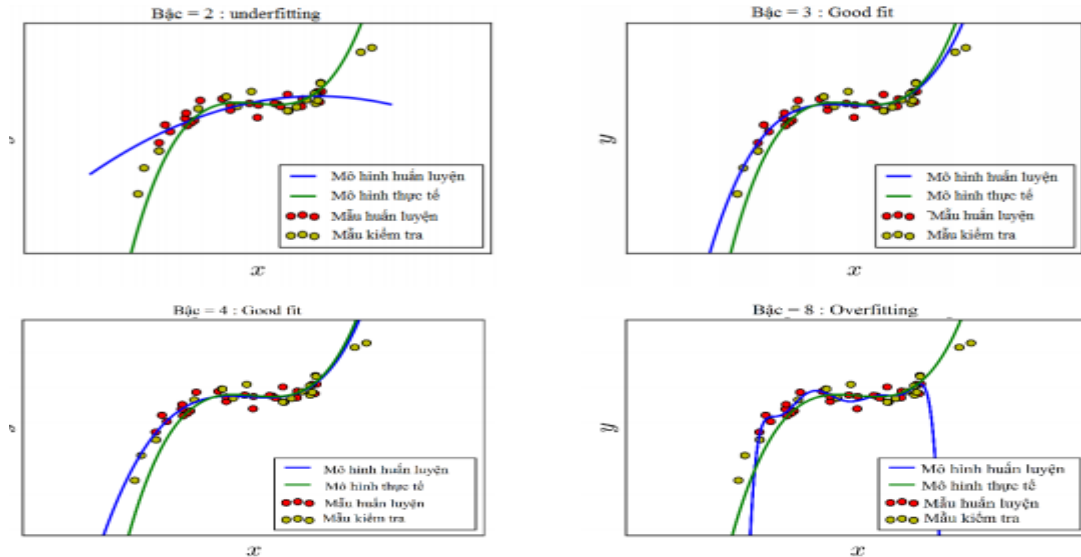 Bậc = 2 : underfitting
Mô hình huấn luyện
Mô hình thực tế
Mẫu huấn luyện
Mẫu kiểm tra
x
Bậc = 3 : Good fit
y
Mô hình huấn luyện
Mô hình thực tế
Mẫu huấn luyện
Mẫu kiểm tra
x
Bậc = 4 : Good fit
Mô hình huấn luyện
Mô hình thực tế
Mẫu huấn luyện
Mẫu kiểm tra
x
Bậc = 8 : Overfitting
y
Mô hình huấn luyện
Mô hình thực tế
Mẫu huấn luyện
Mẫu kiểm tra
x